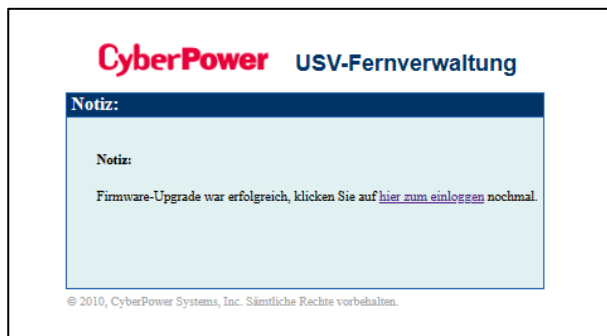 CyberPower USV-Fernverwaltung
Notiz:
Notiz:
Firmware-Upgrade war erfolgreich, klicken Sie auf hier zum einloggen nochmal.
© 2010, CyberPower Systems, Inc. Sämtliche Rechte vorbehalten.